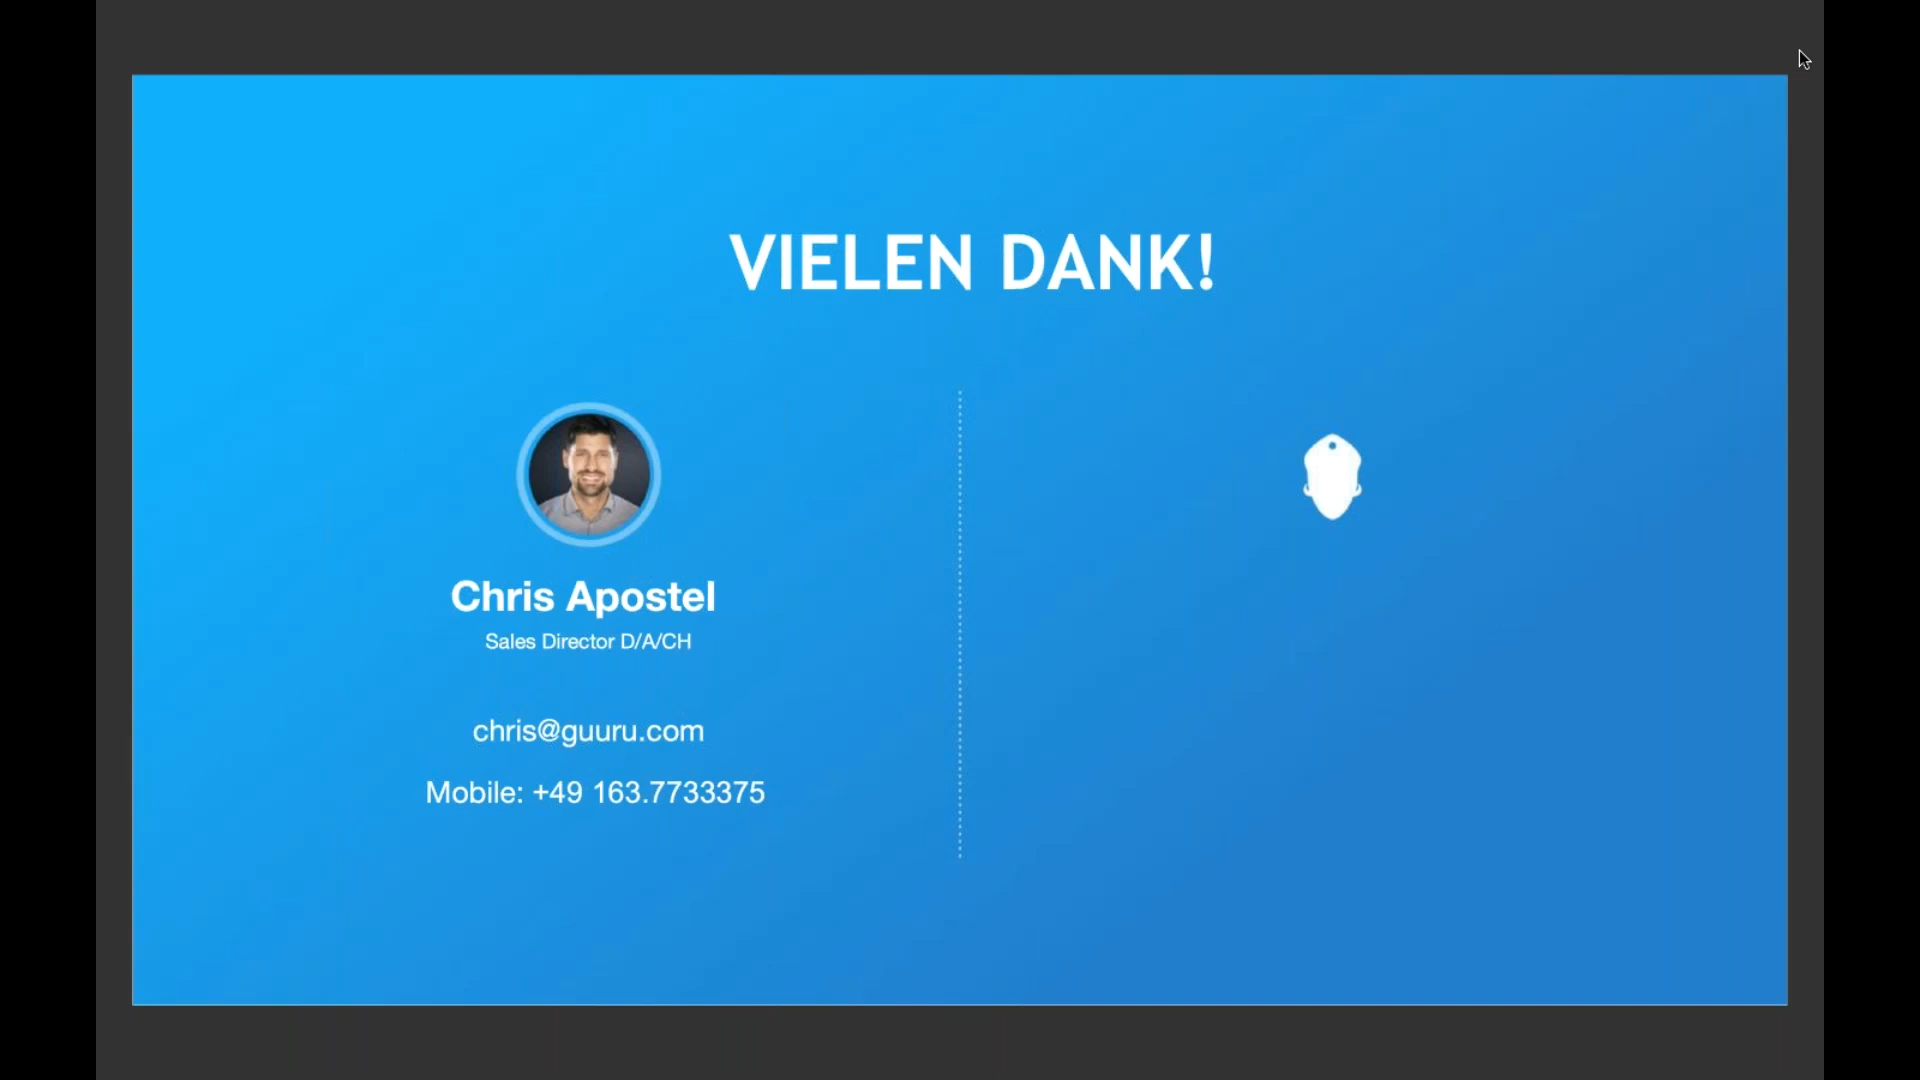 VIELEN DANK!
Chris Apostel
Sales Director D/A/CH
chris@guuru.com
Mobile: +49 163.7733375